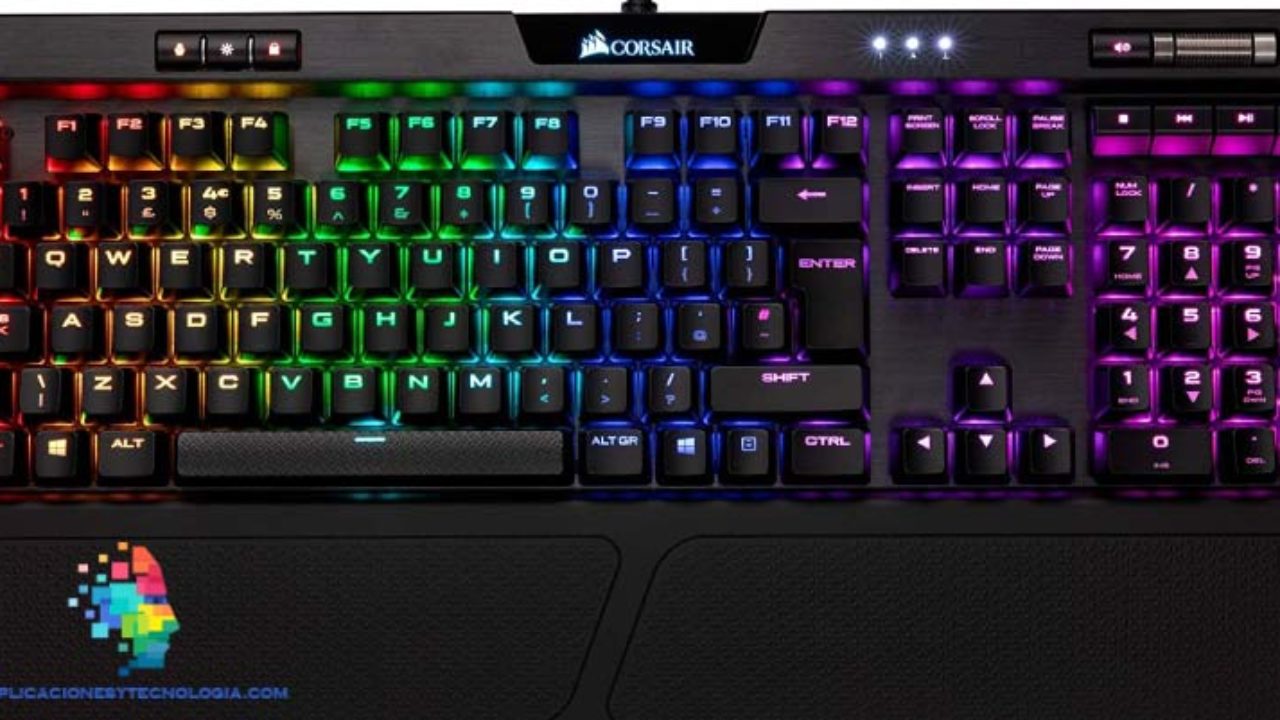 CORSAIR
F1 F2 F3 F4 F5 F6 F7 F8 F9 F10 F11 F12 PRINT SCREEN SCROLL LOCK PAUSE BREAK
1 ! 2 " 3 £ 4 € $ 5 % 6 ^ 7 & 8 * 9 ( 0 ) - _ = + INSERT HOME PAGE UP NUM LOCK / *
Q W E R T Y U I O P [ { ] } ENTER DELETE END PAGE DOWN 7 HOME 8 9 PG UP
A S D F G H J K L ; : ' @ # ~ 4 5 6
\ | Z X C V B N M , < . > / ? SHIFT 1 END 2 3 PG DWN
ALT ALT GR CTRL 0 INS . DEL
PLICACIONESYTECNOLOGIA.COM